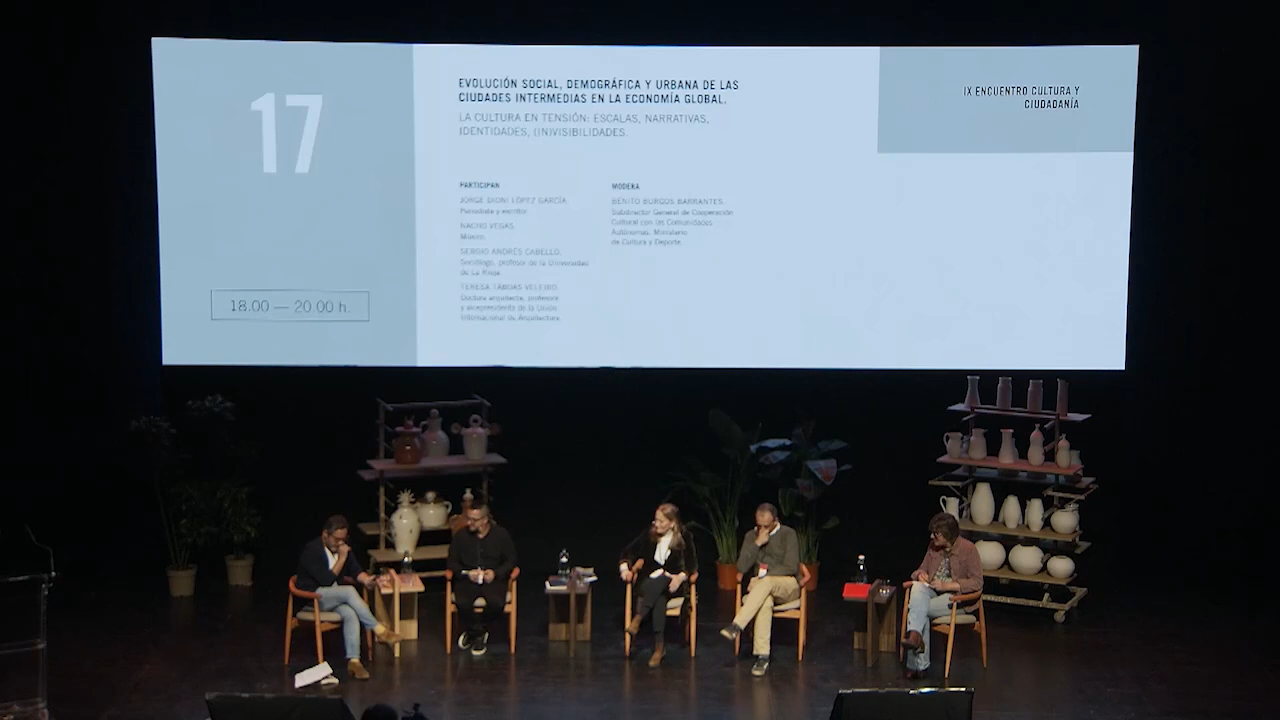 17
18.00 — 20.00 h.
EVOLUCIÓN SOCIAL, DEMOGRÁFICA Y URBANA DE LAS
CIUDADES INTERMEDIAS EN LA ECONOMÍA GLOBAL.
LA CULTURA EN TENSIÓN: ESCALAS, NARRATIVAS,
IDENTIDADES, (IN)VISIBILIDADES.
PARTICIPAN
JORGE DIONI LÓPEZ GARCÍA.
Periodista y escritor.
NACHO VEGAS.
Músico.
SERGIO ANDRÉS CABELLO.
Sociólogo, profesor de la Universidad
de La Rioja.
TERESA TÁBOAS VELEIRO.
Doctora arquitecta, profesora
y vicepresidenta de la Unión
Internacional de Arquitectura.
MODERA
BENITO BURGOS BARRANTES.
Subdirector General de Cooperación
Cultural con las Comunidades
Autónomas. Ministerio
de Cultura y Deporte.
IX ENCUENTRO CULTURA Y
CIUDADANÍA